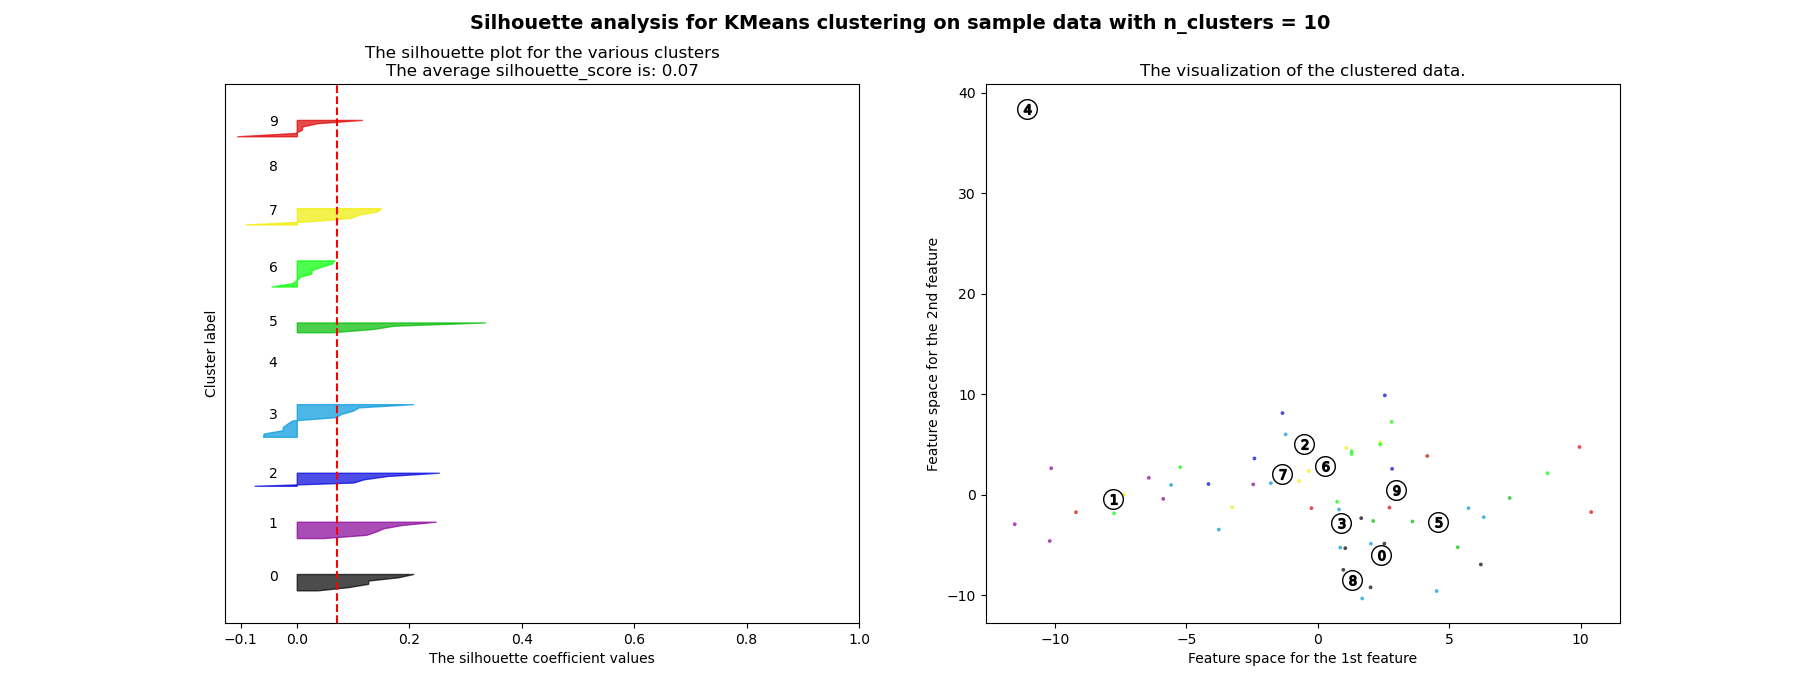 Silhouette analysis for KMeans clustering on sample data with n_clusters = 10
The silhouette plot for the various clusters
The average silhouette_score is: 0.07
9
8
7
6
5
4
3
2
1
0
Cluster label
−0.1 0.0 0.2 0.4 0.6 0.8 1.0
The silhouette coefficient values
The visualization of the clustered data.
40
30
20
10
0
−10
Feature space for the 2nd feature
4
2
6
7
9
1
5
3
0
8
−10 −5 0 5 10
Feature space for the 1st feature